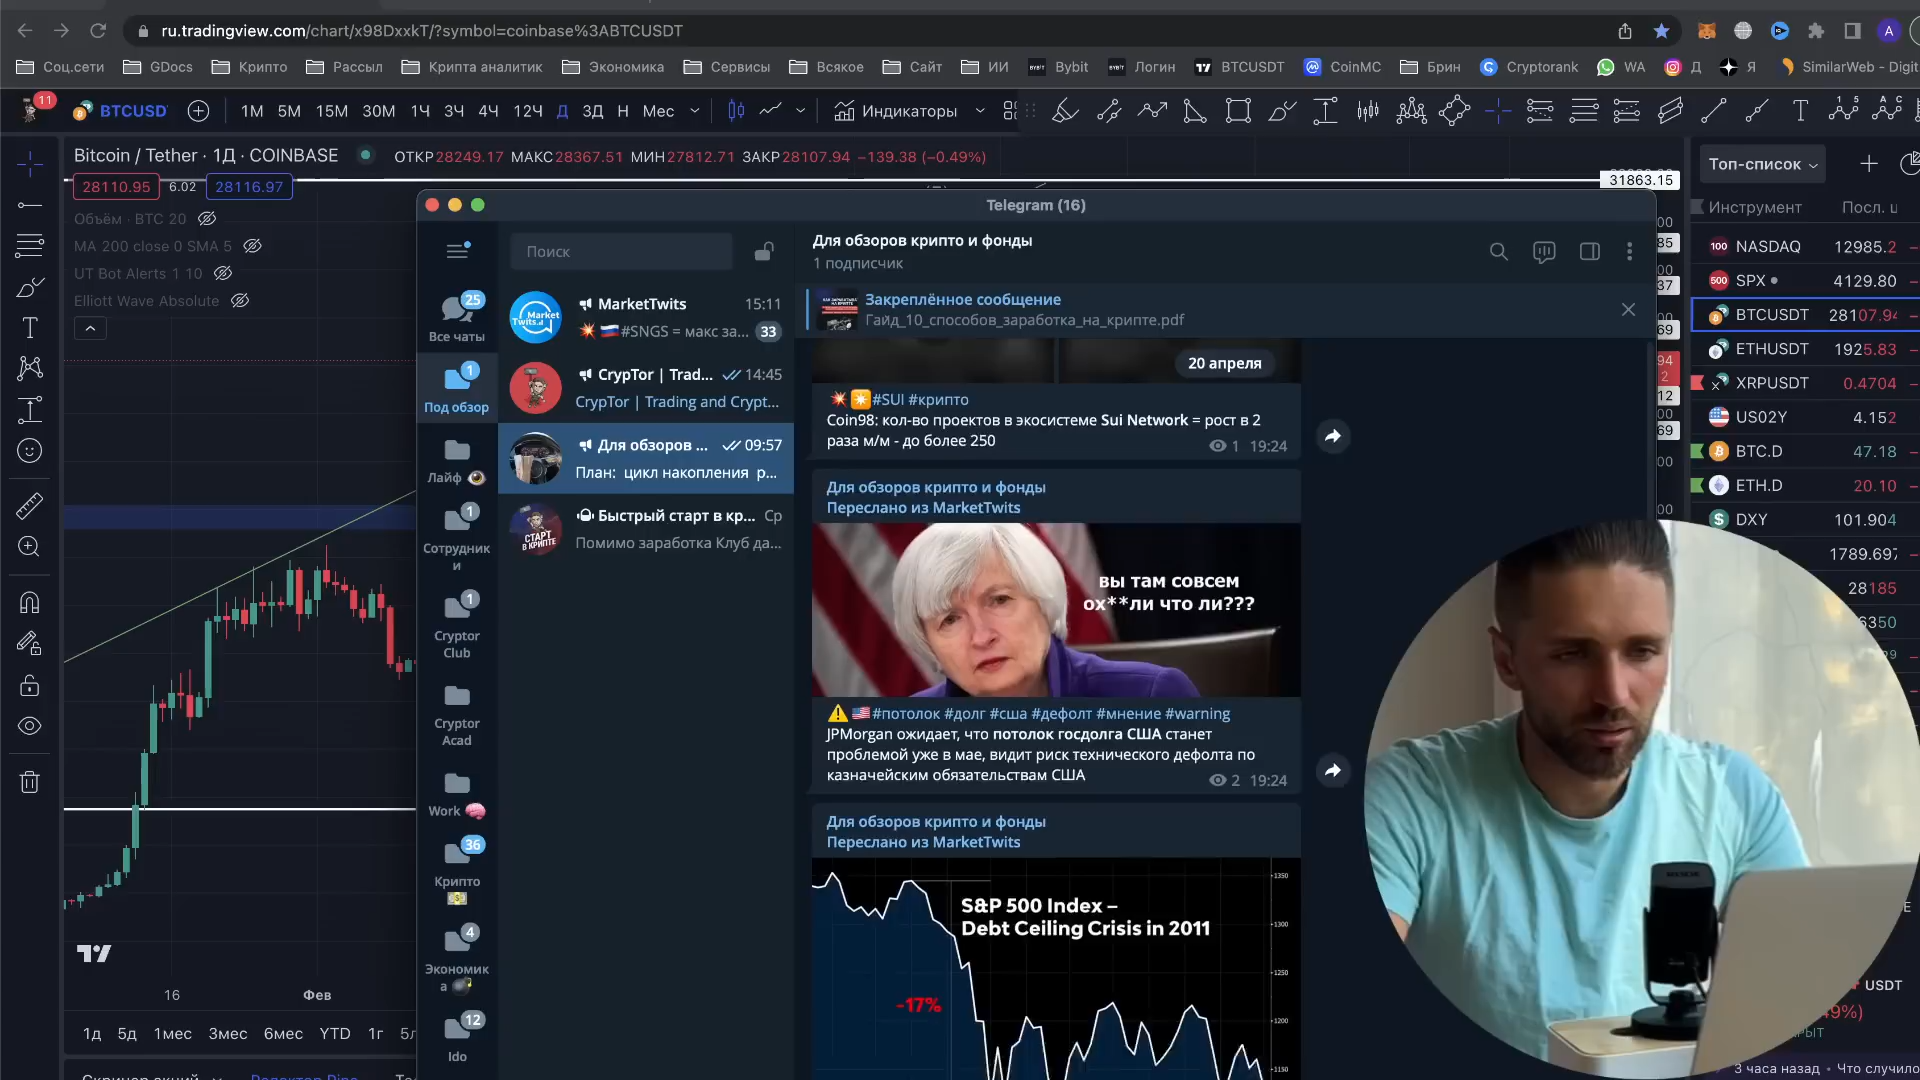 ru.tradingview.com/chart/x98DxxkT/?symbol=coinbase%3ABTCUSDT
A
Соц.сети
GDocs
Крипто
Рассыл
Крипта аналитик
Экономика
Сервисы
Всякое
Сайт
ИИ
Bybit
Логин
BTCUSDT
CoinMC
Брин
Cryptorank
WA
Д
Я
SimilarWeb - Digit
11
BTCUSD
1М 5М 15М 30М 1Ч 3Ч 4Ч 12Ч Д 3Д Н Мес
Индикаторы
Bitcoin / Tether · 1Д · COINBASE
ОТКР28249.17 МАКС28367.51 МИН27812.71 ЗАКР28107.94 −139.38 (−0.49%)
28110.95 6.02 28116.97
Объём · BTC 20
MA 200 close 0 SMA 5
UT Bot Alerts 1 10
Elliott Wave Absolute
16
Фев
1д 5д 1мес 3мес 6мес YTD 1г
31863.15
Telegram (16)
25
Все чаты
1
Под обзор
Лайф
1
Сотрудник
и
1
Cryptor
Club
Cryptor
Acad
Work
36
Крипто
4
Экономик
а
12
Ido
Поиск
MarketTwits 15:11
#SNGS = макс за... 33
CrypTor | Trad... 14:45
CrypTor | Trading and Crypt...
Для обзоров ... 09:57
План: цикл накопления р...
Быстрый старт в кр... Ср
Помимо заработка Клуб да...
Для обзоров крипто и фонды
1 подписчик
Закреплённое сообщение
Гайд_10_способов_заработка_на_крипте.pdf
20 апреля
#SUI #крипто
Coin98: кол-во проектов в экосистеме Sui Network = рост в 2
раза м/м - до более 250
1 19:24
Для обзоров крипто и фонды
Переслано из MarketTwits
вы там совсем
ох**ли что ли???
#потолок #долг #сша #дефолт #мнение #warning
JPMorgan ожидает, что потолок госдолга США станет
проблемой уже в мае, видит риск технического дефолта по
казначейским обязательствам США
2 19:24
Для обзоров крипто и фонды
Переслано из MarketTwits
S&P 500 Index –
Debt Ceiling Crisis in 2011
-17%
1350
1300
1250
1200
1150
Топ-список
Инструмент Посл. ц
NASDAQ 12985.2
SPX 4129.80
BTCUSDT 28107.94
ETHUSDT 1925.83
XRPUSDT 0.4704
US02Y 4.152
BTC.D 47.18
ETH.D 20.10
DXY 101.904
1789.697
28185
USDT
3 часа назад • Что случило